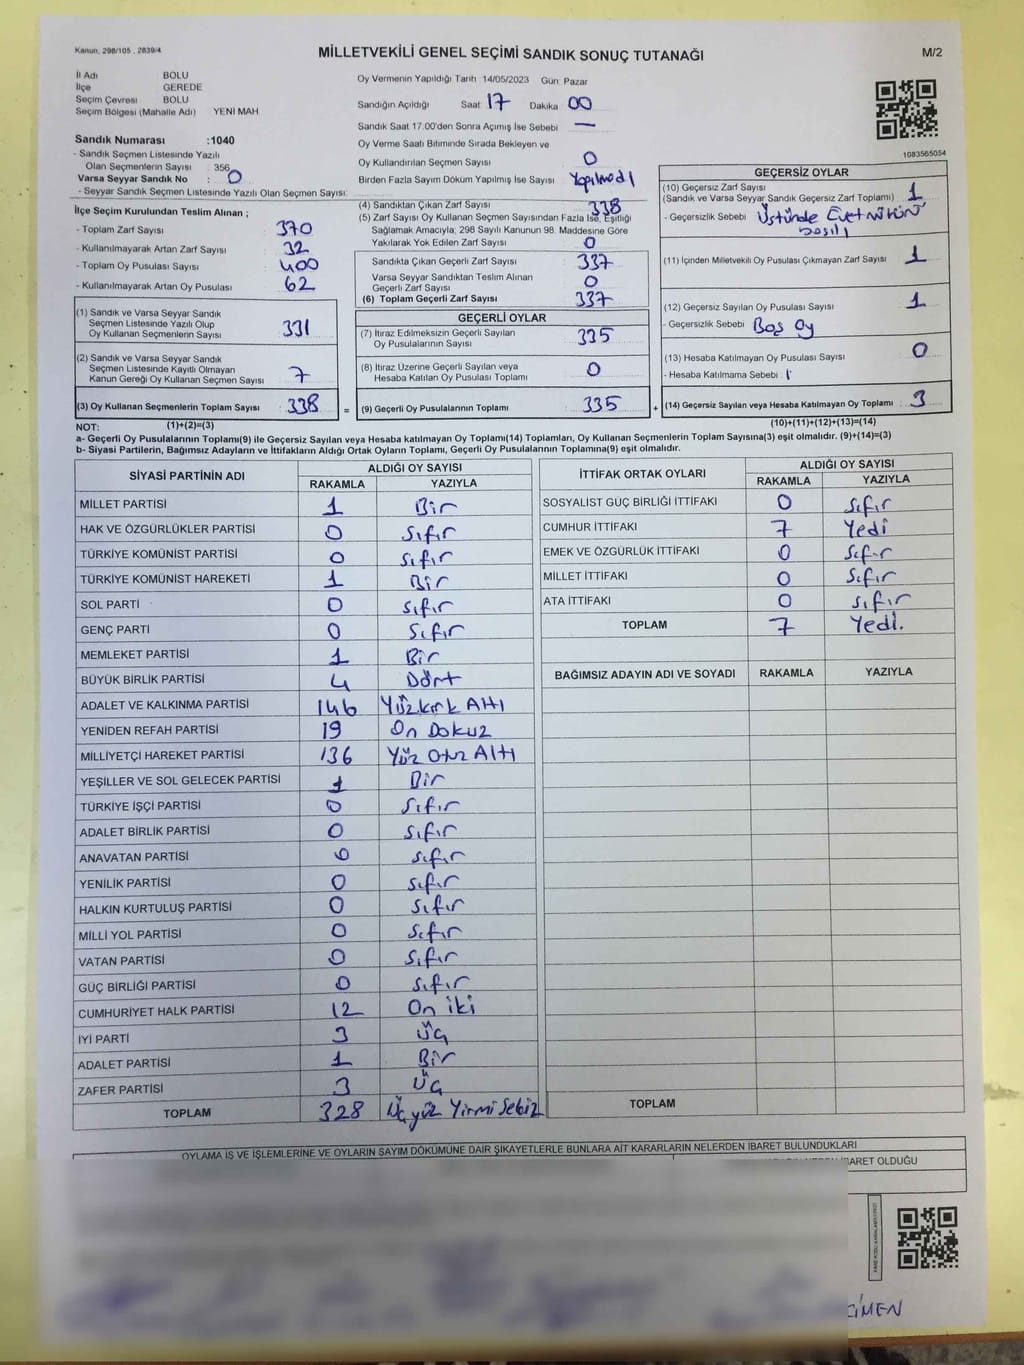 Kanun, 298/105 , 2839/4
MİLLETVEKİLİ GENEL SEÇİMİ SANDIK SONUÇ TUTANAĞI
M/2
İl Adı BOLU
İlçe GEREDE
Seçim Çevresi BOLU
Seçim Bölgesi (Mahalle Adı) YENİ MAH
Sandık Numarası :1040
- Sandık Seçmen Listesinde Yazılı
Olan Seçmenlerin Sayısı : 356
Varsa Seyyar Sandık No : 0
- Seyyar Sandık Seçmen Listesinde Yazılı Olan Seçmen Sayısı:
Oy Vermenin Yapıldığı Tarih 14/05/2023 Gün: Pazar
Sandığın Açıldığı Saat 17 Dakika 00
Sandık Saat 17:00'den Sonra Açımış İse Sebebi —
Oy Verme Saati Bitiminde Sırada Bekleyen ve
Oy Kullandırılan Seçmen Sayısı 0
Birden Fazla Sayım Döküm Yapılmış İse Sayısı Yapılmadı
1083565054
İlçe Seçim Kurulundan Teslim Alınan ;
- Toplam Zarf Sayısı 370
- Kullanılmayarak Artan Zarf Sayısı 32
- Toplam Oy Pusulası Sayısı 400
- Kullanılmayarak Artan Oy Pusulası 62
(1) Sandık ve Varsa Seyyar Sandık
Seçmen Listesinde Yazılı Olup
Oy Kullanan Seçmenlerin Sayısı 331
(2) Sandık ve Varsa Seyyar Sandık
Seçmen Listesinde Kayıtlı Olmayan
Kanun Gereği Oy Kullanan Seçmen Sayısı 7
(3) Oy Kullanan Seçmenlerin Toplam Sayısı : 338 =
(4) Sandıktan Çıkan Zarf Sayısı 338
(5) Zarf Sayısı Oy Kullanan Seçmen Sayısından Fazla İse, Eşitliği
Sağlamak Amacıyla; 298 Sayılı Kanunun 98. Maddesine Göre
Yakılarak Yok Edilen Zarf Sayısı 0
Sandıkta Çıkan Geçerli Zarf Sayısı 337
Varsa Seyyar Sandıktan Teslim Alınan
Geçerli Zarf Sayısı 0
(6) Toplam Geçerli Zarf Sayısı 337
GEÇERLİ OYLAR
(7) İtiraz Edilmeksizin Geçerli Sayılan
Oy Pusulalarının Sayısı 335
(8) İtiraz Üzerine Geçerli Sayılan veya
Hesaba Katılan Oy Pusulası Toplamı 0
(9) Geçerli Oy Pusulalarının Toplamı 335 +
GEÇERSİZ OYLAR
(10) Geçersiz Zarf Sayısı
(Sandık ve Varsa Seyyar Sandık Geçersiz Zarf Toplamı) 1
- Geçersizlik Sebebi Üstünde Evet Mührü
basılı
(11) İçinden Milletvekili Oy Pusulası Çıkmayan Zarf Sayısı 1
(12) Geçersiz Sayılan Oy Pusulası Sayısı 1
- Geçersizlik Sebebi Boş Oy
(13) Hesaba Katılmayan Oy Pusulası Sayısı 0
- Hesaba Katılmama Sebebi
(14) Geçersiz Sayılan veya Hesaba Katılmayan Oy Toplamı : 3
NOT: (1)+(2)=(3)
(10)+(11)+(12)+(13)=(14)
a- Geçerli Oy Pusulalarının Toplamı(9) ile Geçersiz Sayılan veya Hesaba katılmayan Oy Toplamı(14) Toplamları, Oy Kullanan Seçmenlerin Toplam Sayısına(3) eşit olmalıdır. (9)+(14)=(3)
b- Siyasi Partilerin, Bağımsız Adayların ve İttifakların Aldığı Oyların Toplamı, Geçerli Oy Pusulalarının Toplamına(9) eşit olmalıdır.
SİYASİ PARTİNİN ADI ALDIĞI OY SAYISI
RAKAMLA YAZIYLA
MİLLET PARTİSİ 1 Bir
HAK VE ÖZGÜRLÜKLER PARTİSİ 0 Sıfır
TÜRKİYE KOMÜNİST PARTİSİ 0 Sıfır
TÜRKİYE KOMÜNİST HAREKETİ 1 Bir
SOL PARTİ 0 Sıfır
GENÇ PARTİ 0 Sıfır
MEMLEKET PARTİSİ 1 Bir
BÜYÜK BİRLİK PARTİSİ 4 Dört
ADALET VE KALKINMA PARTİSİ 146 Yüzkırk Altı
YENİDEN REFAH PARTİSİ 19 On Dokuz
MİLLİYETÇİ HAREKET PARTİSİ 136 Yüz Otuz Altı
YEŞİLLER VE SOL GELECEK PARTİSİ 1 Bir
TÜRKİYE İŞÇİ PARTİSİ 0 Sıfır
ADALET BİRLİK PARTİSİ 0 Sıfır
ANAVATAN PARTİSİ 0 Sıfır
YENİLİK PARTİSİ 0 Sıfır
HALKIN KURTULUŞ PARTİSİ 0 Sıfır
MİLLİ YOL PARTİSİ 0 Sıfır
VATAN PARTİSİ 0 Sıfır
GÜÇ BİRLİĞİ PARTİSİ 0 Sıfır
CUMHURİYET HALK PARTİSİ 12 On iki
İYİ PARTİ 3 Üç
ADALET PARTİSİ 1 Bir
ZAFER PARTİSİ 3 Üç
TOPLAM 328 Üçyüz Yirmi Sekiz
İTTİFAK ORTAK OYLARI ALDIĞI OY SAYISI
RAKAMLA YAZIYLA
SOSYALİST GÜÇ BİRLİĞİ İTTİFAKI 0 Sıfır
CUMHUR İTTİFAKI 7 Yedi
EMEK VE ÖZGÜRLÜK İTTİFAKI 0 Sıfır
MİLLET İTTİFAKI 0 Sıfır
ATA İTTİFAKI 0 Sıfır
TOPLAM 7 Yedi.
BAĞIMSIZ ADAYIN ADI VE SOYADI RAKAMLA YAZIYLA
TOPLAM
OYLAMA İŞ VE İŞLEMLERİNE VE OYLARIN SAYIM DÖKÜMÜNE DAİR ŞİKAYETLERLE BUNLARA AİT KARARLARIN NELERDEN İBARET BULUNDUKLARI
İBARET OLDUĞU